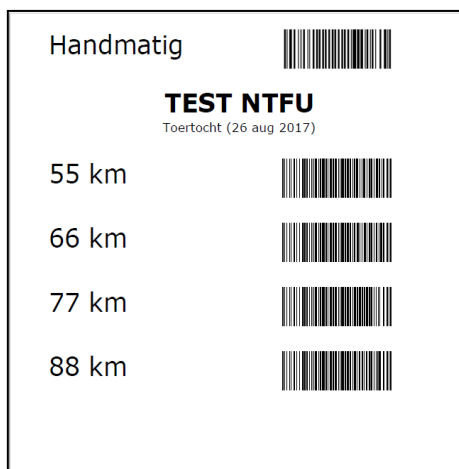 Handmatig
TEST NTFU
Toertocht (26 aug 2017)
55 km
66 km
77 km
88 km